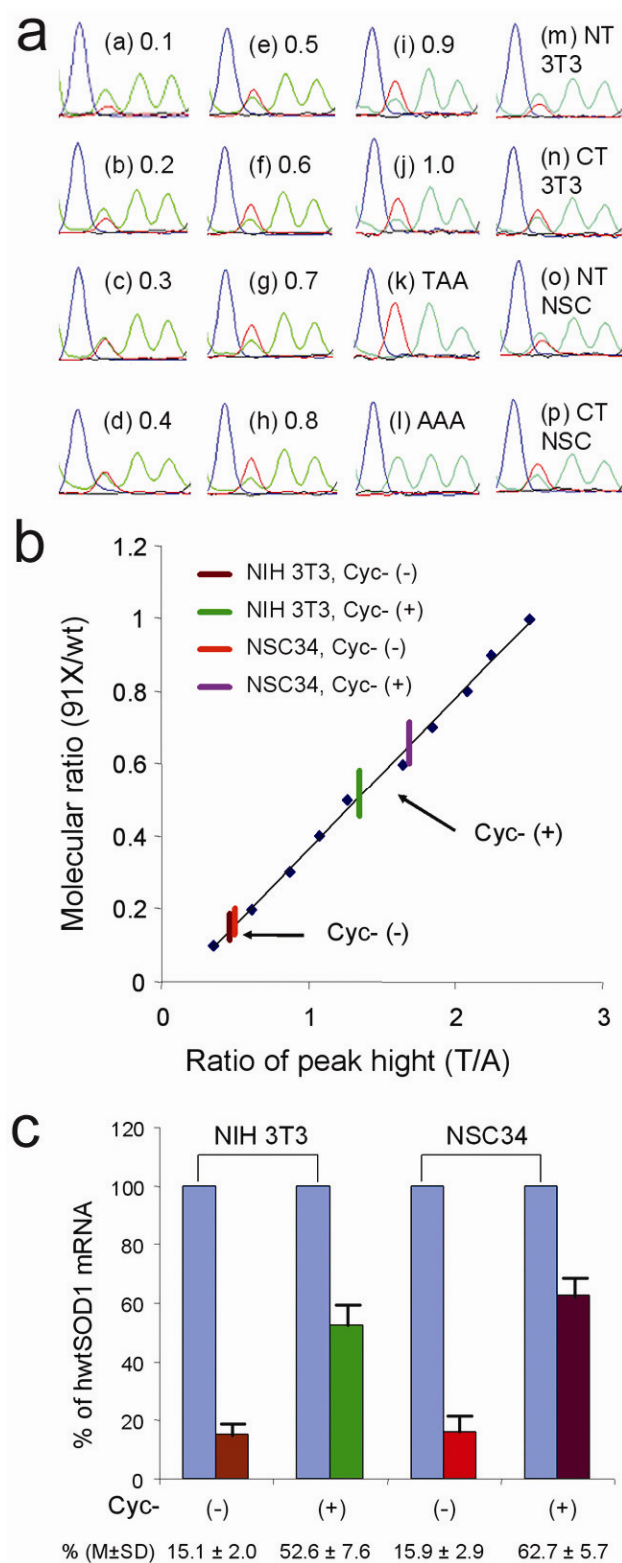 a
(a) 0.1
(e) 0.5
(i) 0.9
(m) NT
3T3
(b) 0.2
(f) 0.6
(j) 1.0
(n) CT
3T3
(c) 0.3
(g) 0.7
(k) TAA
(o) NT
NSC
(d) 0.4
(h) 0.8
(l) AAA
(p) CT
NSC
b
1.2
1
0.8
0.6
0.4
0.2
0
Molecular ratio (91X/wt)
NIH 3T3, Cyc- (-)
NIH 3T3, Cyc- (+)
NSC34, Cyc- (-)
NSC34, Cyc- (+)
Cyc- (+)
Cyc- (-)
0 1 2 3
Ratio of peak hight (T/A)
c
120
100
80
60
40
20
0
% of hwtSOD1 mRNA
NIH 3T3 NSC34
Cyc- (-) (+) (-) (+)
% (M±SD) 15.1 ± 2.0 52.6 ± 7.6 15.9 ± 2.9 62.7 ± 5.7